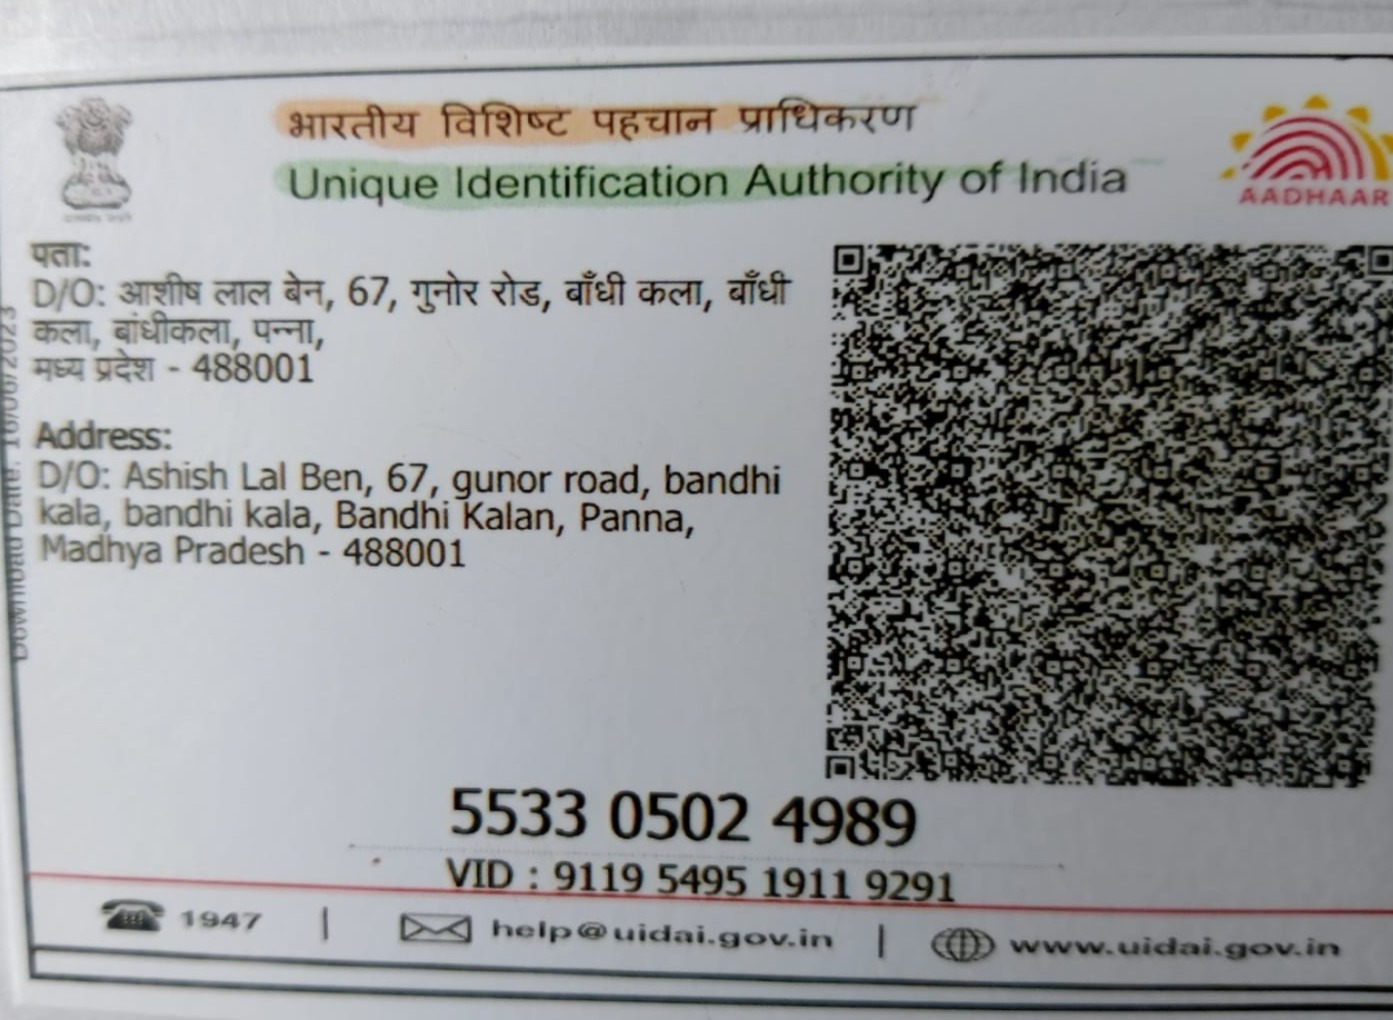 भारतीय विशिष्ट पहचान प्राधिकरण
Unique Identification Authority of India
AADHAAR
पता:
D/O: आशीष लाल बेन, 67, गुनोर रोड, बाँधी कला, बाँधी
कला, बांधीकला, पन्ना,
मध्य प्रदेश - 488001
Address:
D/O: Ashish Lal Ben, 67, gunor road, bandhi
kala, bandhi kala, Bandhi Kalan, Panna,
Madhya Pradesh - 488001
5533 0502 4989
VID : 9119 5495 1911 9291
1947 | help@uidai.gov.in | www.uidai.gov.in